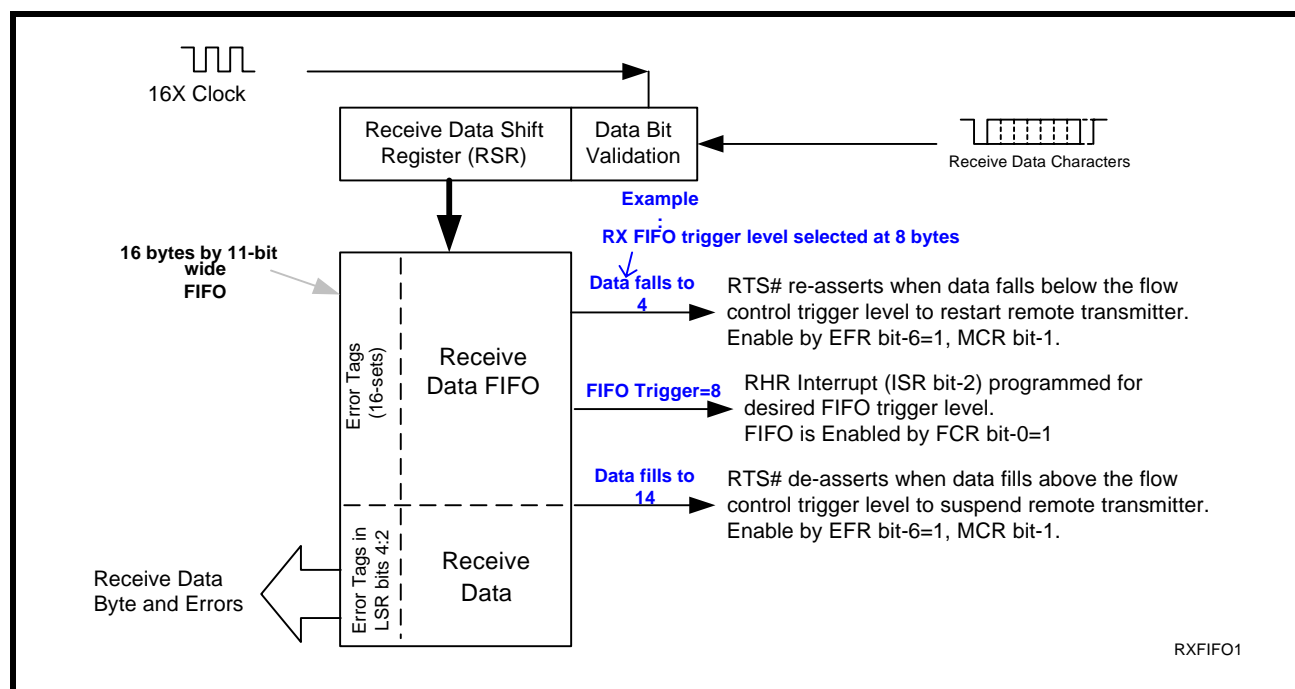 16X Clock
Receive Data Shift
Register (RSR)
Data Bit
Validation
Receive Data Characters
Example
:
RX FIFO trigger level selected at 8 bytes
16 bytes by 11-bit
wide
FIFO
Data falls to
4
RTS# re-asserts when data falls below the flow
control trigger level to restart remote transmitter.
Enable by EFR bit-6=1, MCR bit-1.
Error Tags
(16-sets)
Receive
Data FIFO
FIFO Trigger=8
RHR Interrupt (ISR bit-2) programmed for
desired FIFO trigger level.
FIFO is Enabled by FCR bit-0=1
Data fills to
14
RTS# de-asserts when data fills above the flow
control trigger level to suspend remote transmitter.
Enable by EFR bit-6=1, MCR bit-1.
Error Tags in
LSR bits 4:2
Receive
Data
Receive Data
Byte and Errors
RXFIFO1